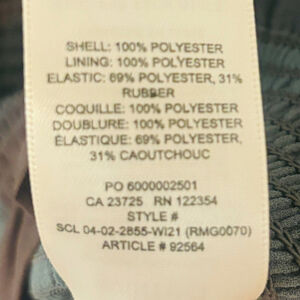 SHELL: 100% POLYESTER
LINING: 100% POLYESTER
ELASTIC: 69% POLYESTER, 31%
RUBBER
COQUILLE: 100% POLYESTER
DOUBLURE: 100% POLYESTER
ÉLASTIQUE: 69% POLYESTER,
31% CAOUTCHOUC
PO 6000002501
CA 23725 RN 122354
STYLE #
SCL 04-02-2855-WI21 (RMG0070)
ARTICLE # 92564